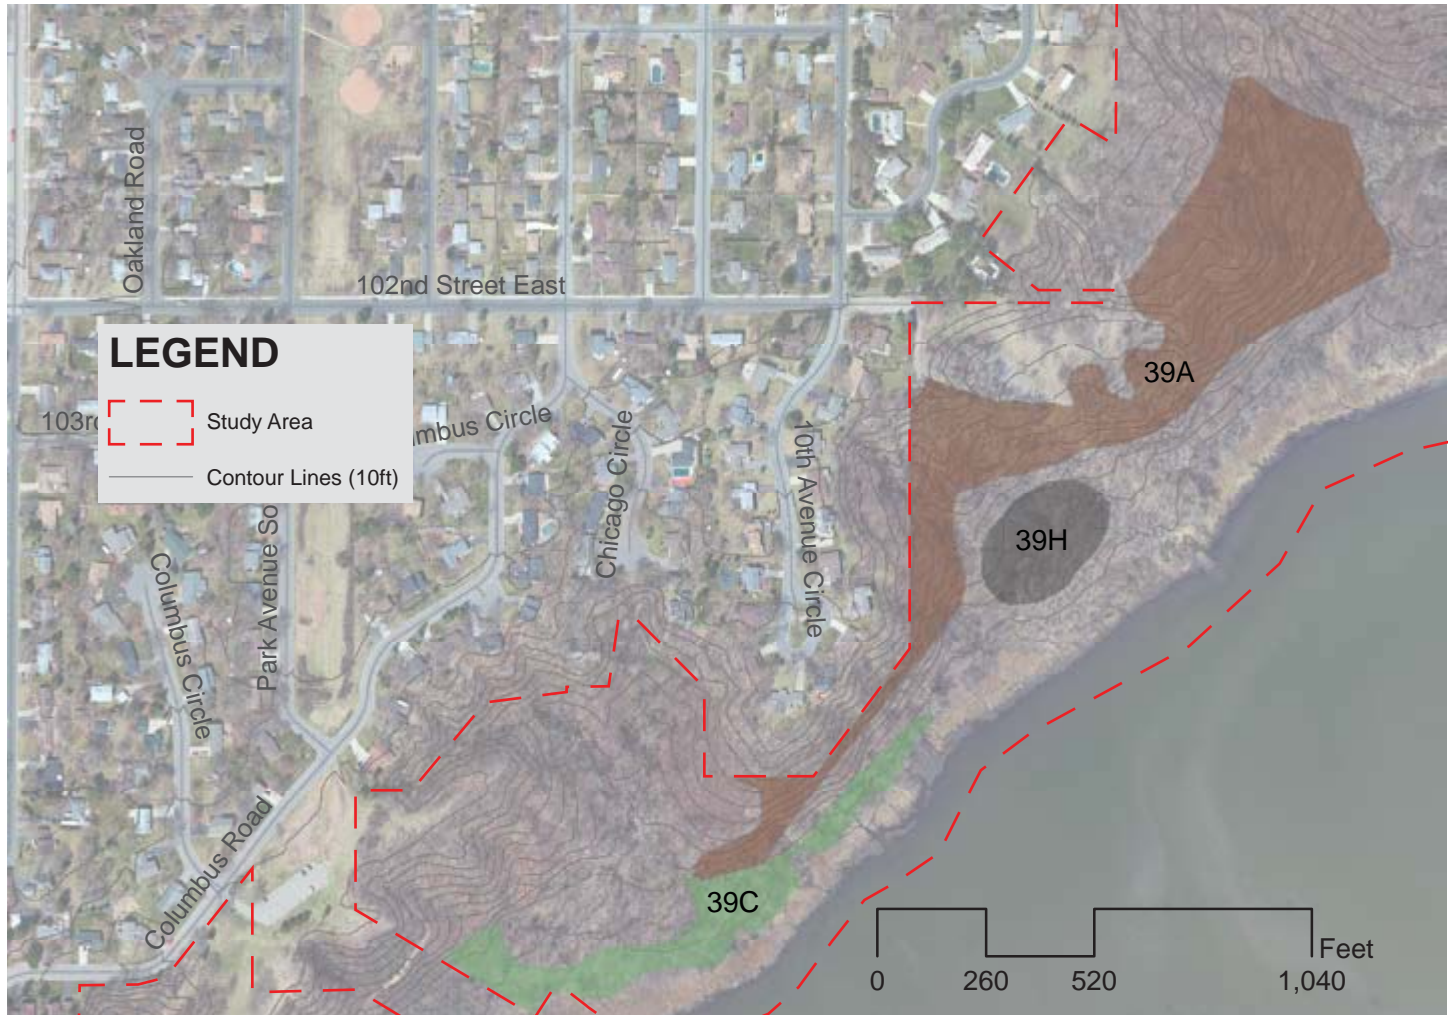 Oakland Road
102nd Street East
LEGEND
Study Area
Contour Lines (10ft)
103r
mbus Circle
Chicago Circle
10th Avenue Circle
Park Avenue So
Columbus Circle
Columbus Road
39A
39H
39C
Feet
0 260 520 1,040